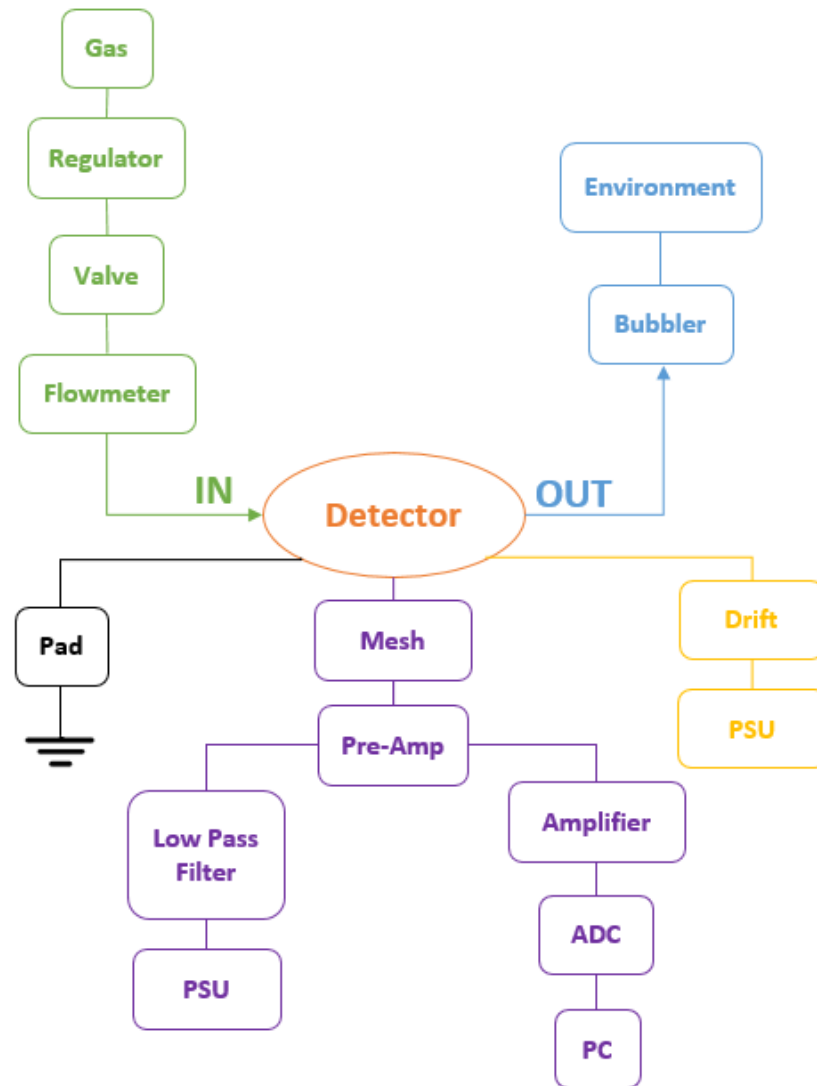 Gas
Regulator
Environment
Valve
Bubbler
Flowmeter
IN
OUT
Detector
Pad
Mesh
Drift
Pre-Amp
PSU
Low Pass
Filter
Amplifier
ADC
PSU
PC